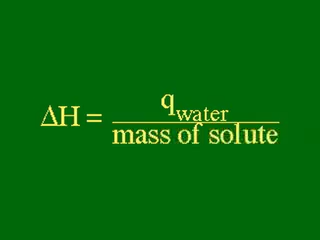 ΔH = q_water
mass of solute